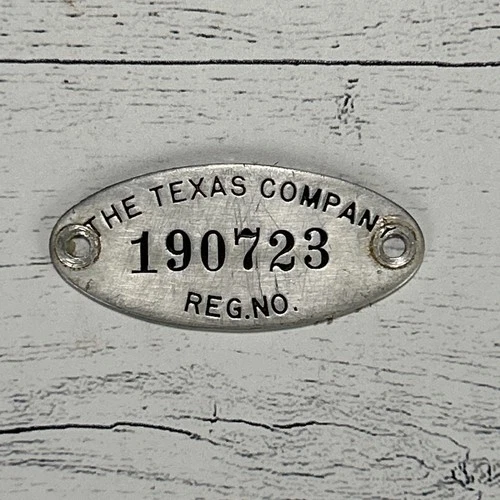 THE TEXAS COMPANY
190723
REG.NO.